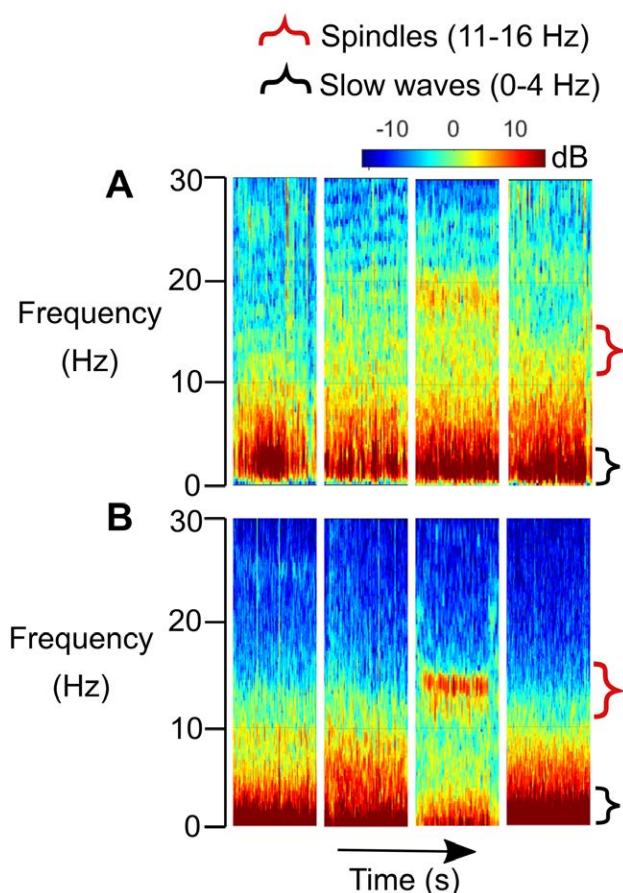 Spindles (11-16 Hz)
Slow waves (0-4 Hz)
-10 0 10
dB
A
30
20
Frequency
(Hz)
10
0
B
30
20
Frequency
(Hz)
10
0
Time (s)